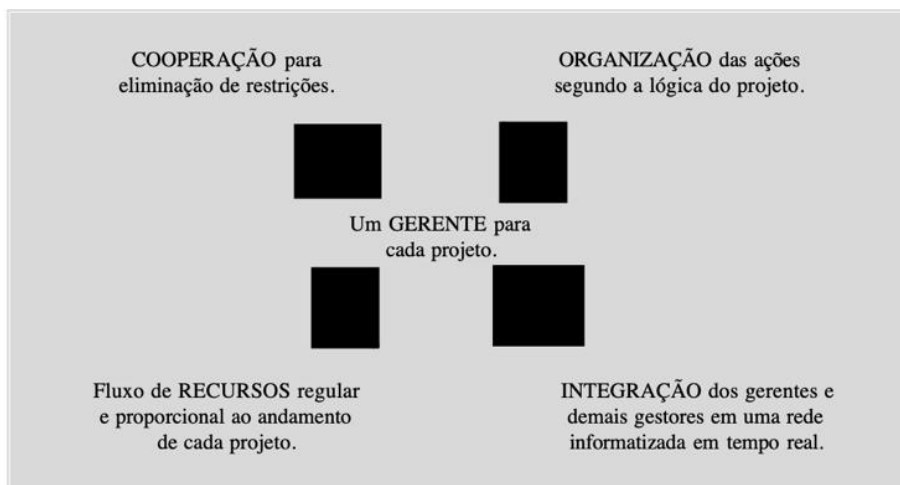 COOPERAÇÃO para
eliminação de restrições.
ORGANIZAÇÃO das ações
segundo a lógica do projeto.
Um GERENTE para
cada projeto.
Fluxo de RECURSOS regular
e proporcional ao andamento
de cada projeto.
INTEGRAÇÃO dos gerentes e
demais gestores em uma rede
informatizada em tempo real.